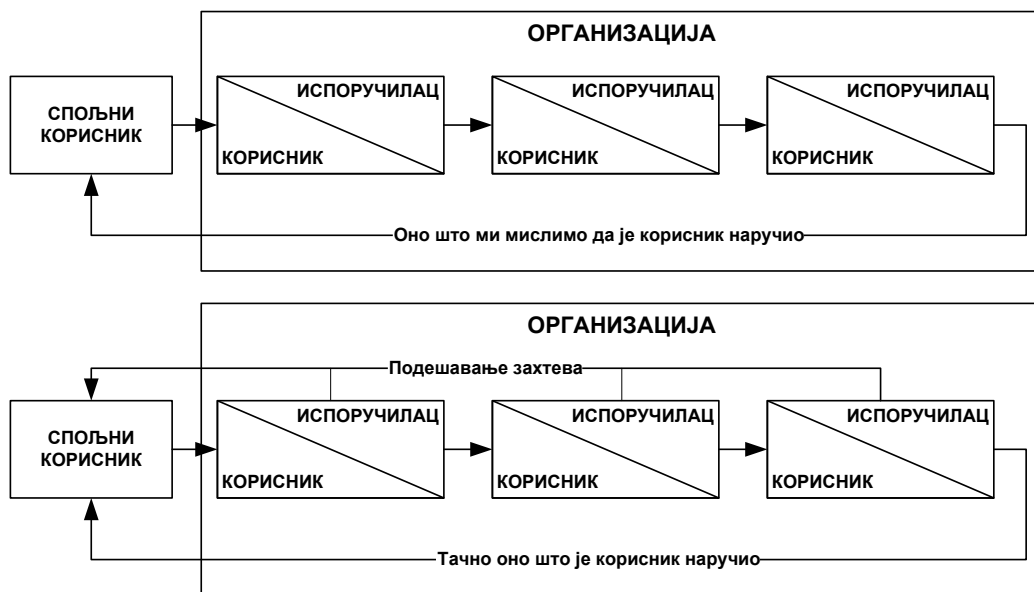 ОРГАНИЗАЦИЈА
СПОЉНИ
КОРИСНИК
ИСПОРУЧИЛАЦ
КОРИСНИК
ИСПОРУЧИЛАЦ
КОРИСНИК
ИСПОРУЧИЛАЦ
КОРИСНИК
Оно што ми мислимо да је корисник наручио
ОРГАНИЗАЦИЈА
Подешавање захтева
СПОЉНИ
КОРИСНИК
ИСПОРУЧИЛАЦ
КОРИСНИК
ИСПОРУЧИЛАЦ
КОРИСНИК
ИСПОРУЧИЛАЦ
КОРИСНИК
Тачно оно што је корисник наручио